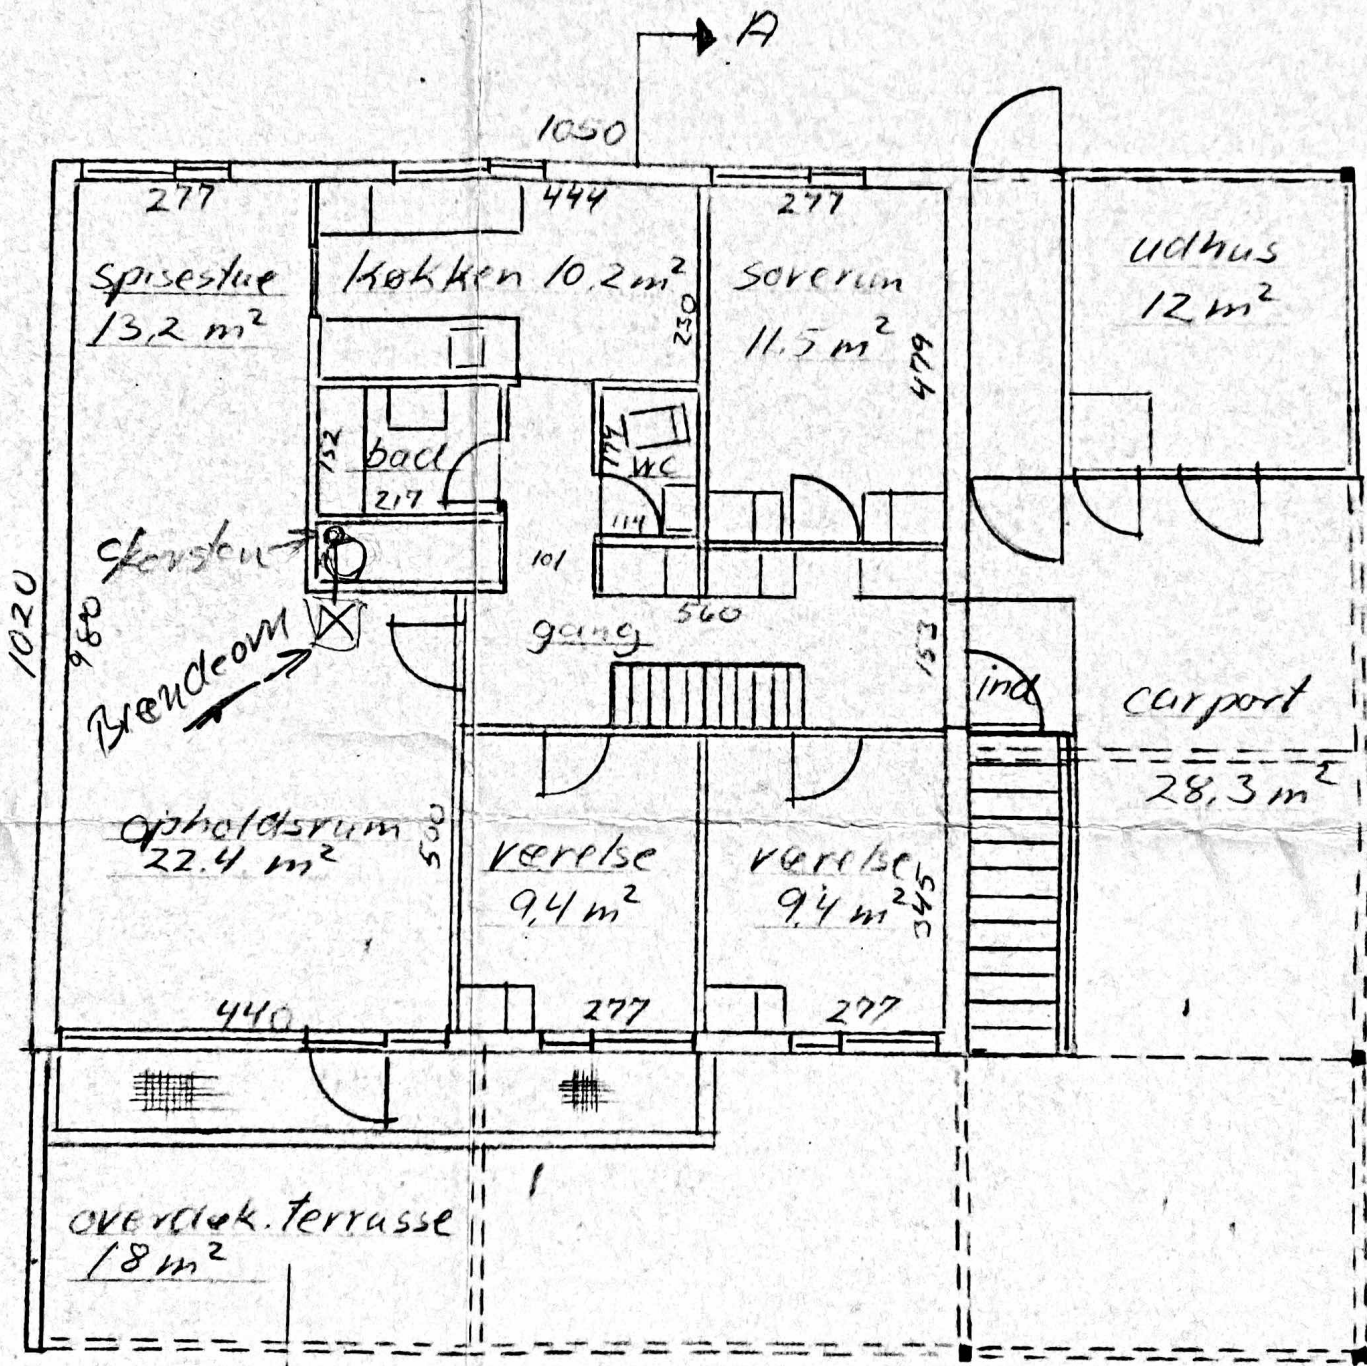 A
1050
277
444
277
spisestue
13,2 m²
køkken 10,2 m²
230
soverum
11.5 m²
479
udhus
12 m²
152
bad
217
174
wc
114
skorsten
101
1020
980
Brændeovn
gang
560
153
ind
carport
28,3 m²
opholdsrum
22.4 m²
500
værelse
9,4 m²
værelse
9,4 m²
345
440
277
277
overdæk. terrasse
18 m²